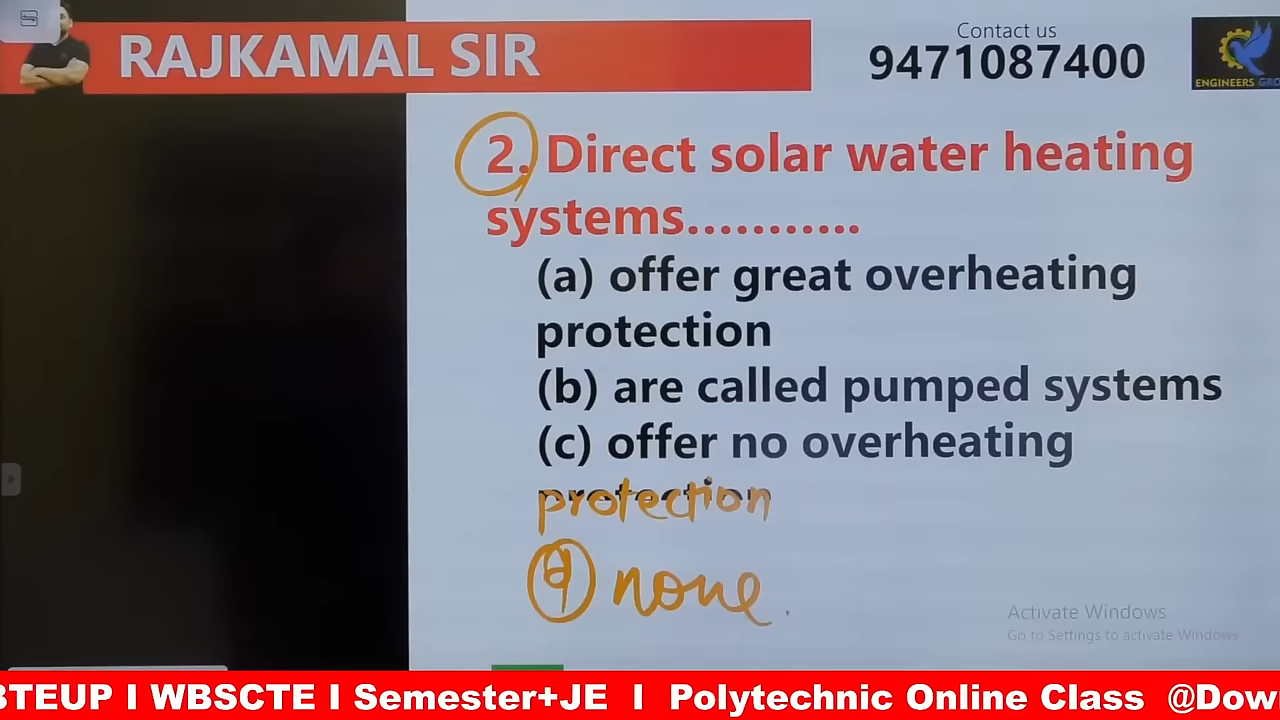 RAJKAMAL SIR
Contact us
9471087400
ENGINEERS GRO
2. Direct solar water heating
systems...........
(a) offer great overheating
protection
(b) are called pumped systems
(c) offer no overheating
protection
(d) none.
Activate Windows
Go to Settings to activate Windows
BTEUP I WBSCTE I Semester+JE I Polytechnic Online Class @Dow